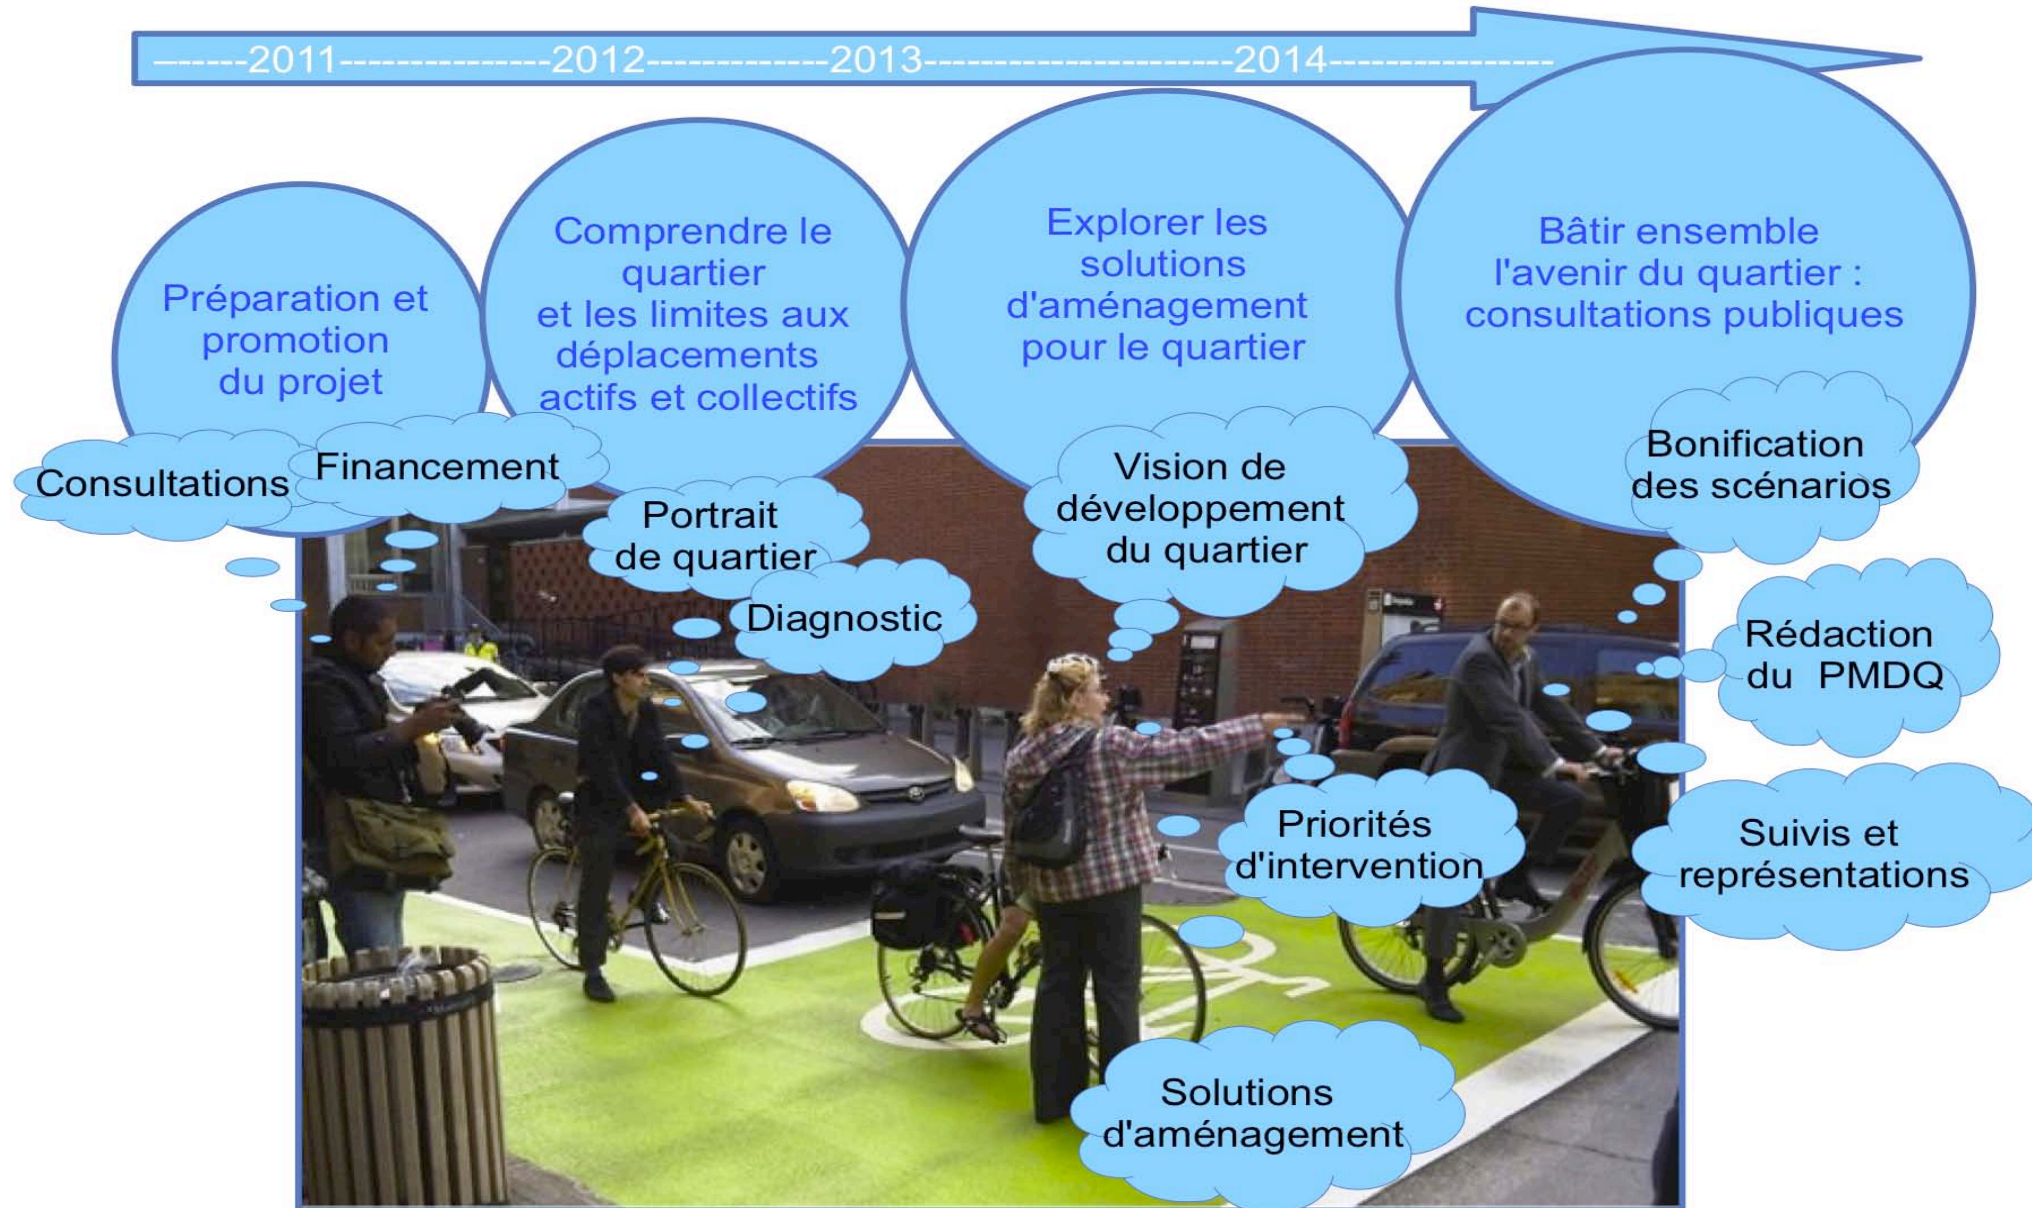 ------2011---------------2012-------------2013----------------------2014----------------
Préparation et
promotion
du projet
Consultations
Financement
Comprendre le
quartier
et les limites aux
déplacements
actifs et collectifs
Portrait
de quartier
Diagnostic
Explorer les
solutions
d'aménagement
pour le quartier
Vision de
développement
du quartier
Priorités
d'intervention
Solutions
d'aménagement
Bâtir ensemble
l'avenir du quartier :
consultations publiques
Bonification
des scénarios
Rédaction
du PMDQ
Suivis et
représentations